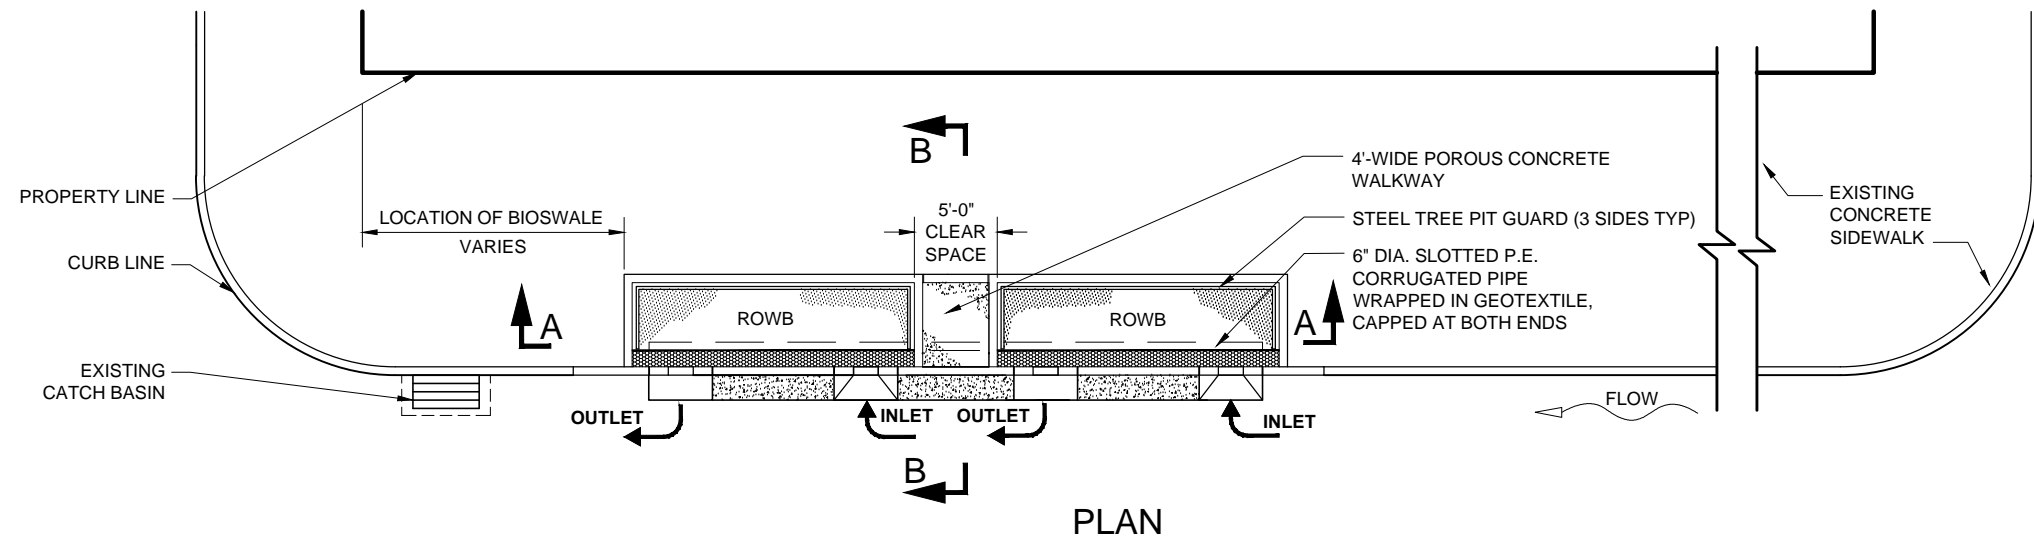 PROPERTY LINE
CURB LINE
EXISTING
CATCH BASIN
LOCATION OF BIOSWALE
VARIES
B
5'-0"
CLEAR
SPACE
4'-WIDE POROUS CONCRETE
WALKWAY
STEEL TREE PIT GUARD (3 SIDES TYP)
6" DIA. SLOTTED P.E.
CORRUGATED PIPE
WRAPPED IN GEOTEXTILE,
CAPPED AT BOTH ENDS
EXISTING
CONCRETE
SIDEWALK
A
ROWB
ROWB
A
OUTLET
INLET
OUTLET
INLET
FLOW
B
PLAN